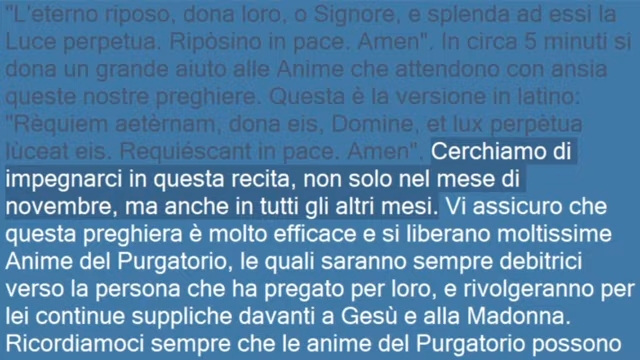 "L'eterno riposo, dona loro, o Signore, e splenda ad essi la
Luce perpetua. Ripòsino in pace. Amen". In circa 5 minuti si
dona un grande aiuto alle Anime che attendono con ansia
queste nostre preghiere. Questa è la versione in latino:
"Rèquiem aetèrnam, dona eis, Domine, et lux perpètua
lùceat eis. Requiéscant in pace. Amen". Cerchiamo di
impegnarci in questa recita, non solo nel mese di
novembre, ma anche in tutti gli altri mesi. Vi assicuro che
questa preghiera è molto efficace e si liberano moltissime
Anime del Purgatorio, le quali saranno sempre debitrici
verso la persona che ha pregato per loro, e rivolgeranno per
lei continue suppliche davanti a Gesù e alla Madonna.
Ricordiamoci sempre che le anime del Purgatorio possono